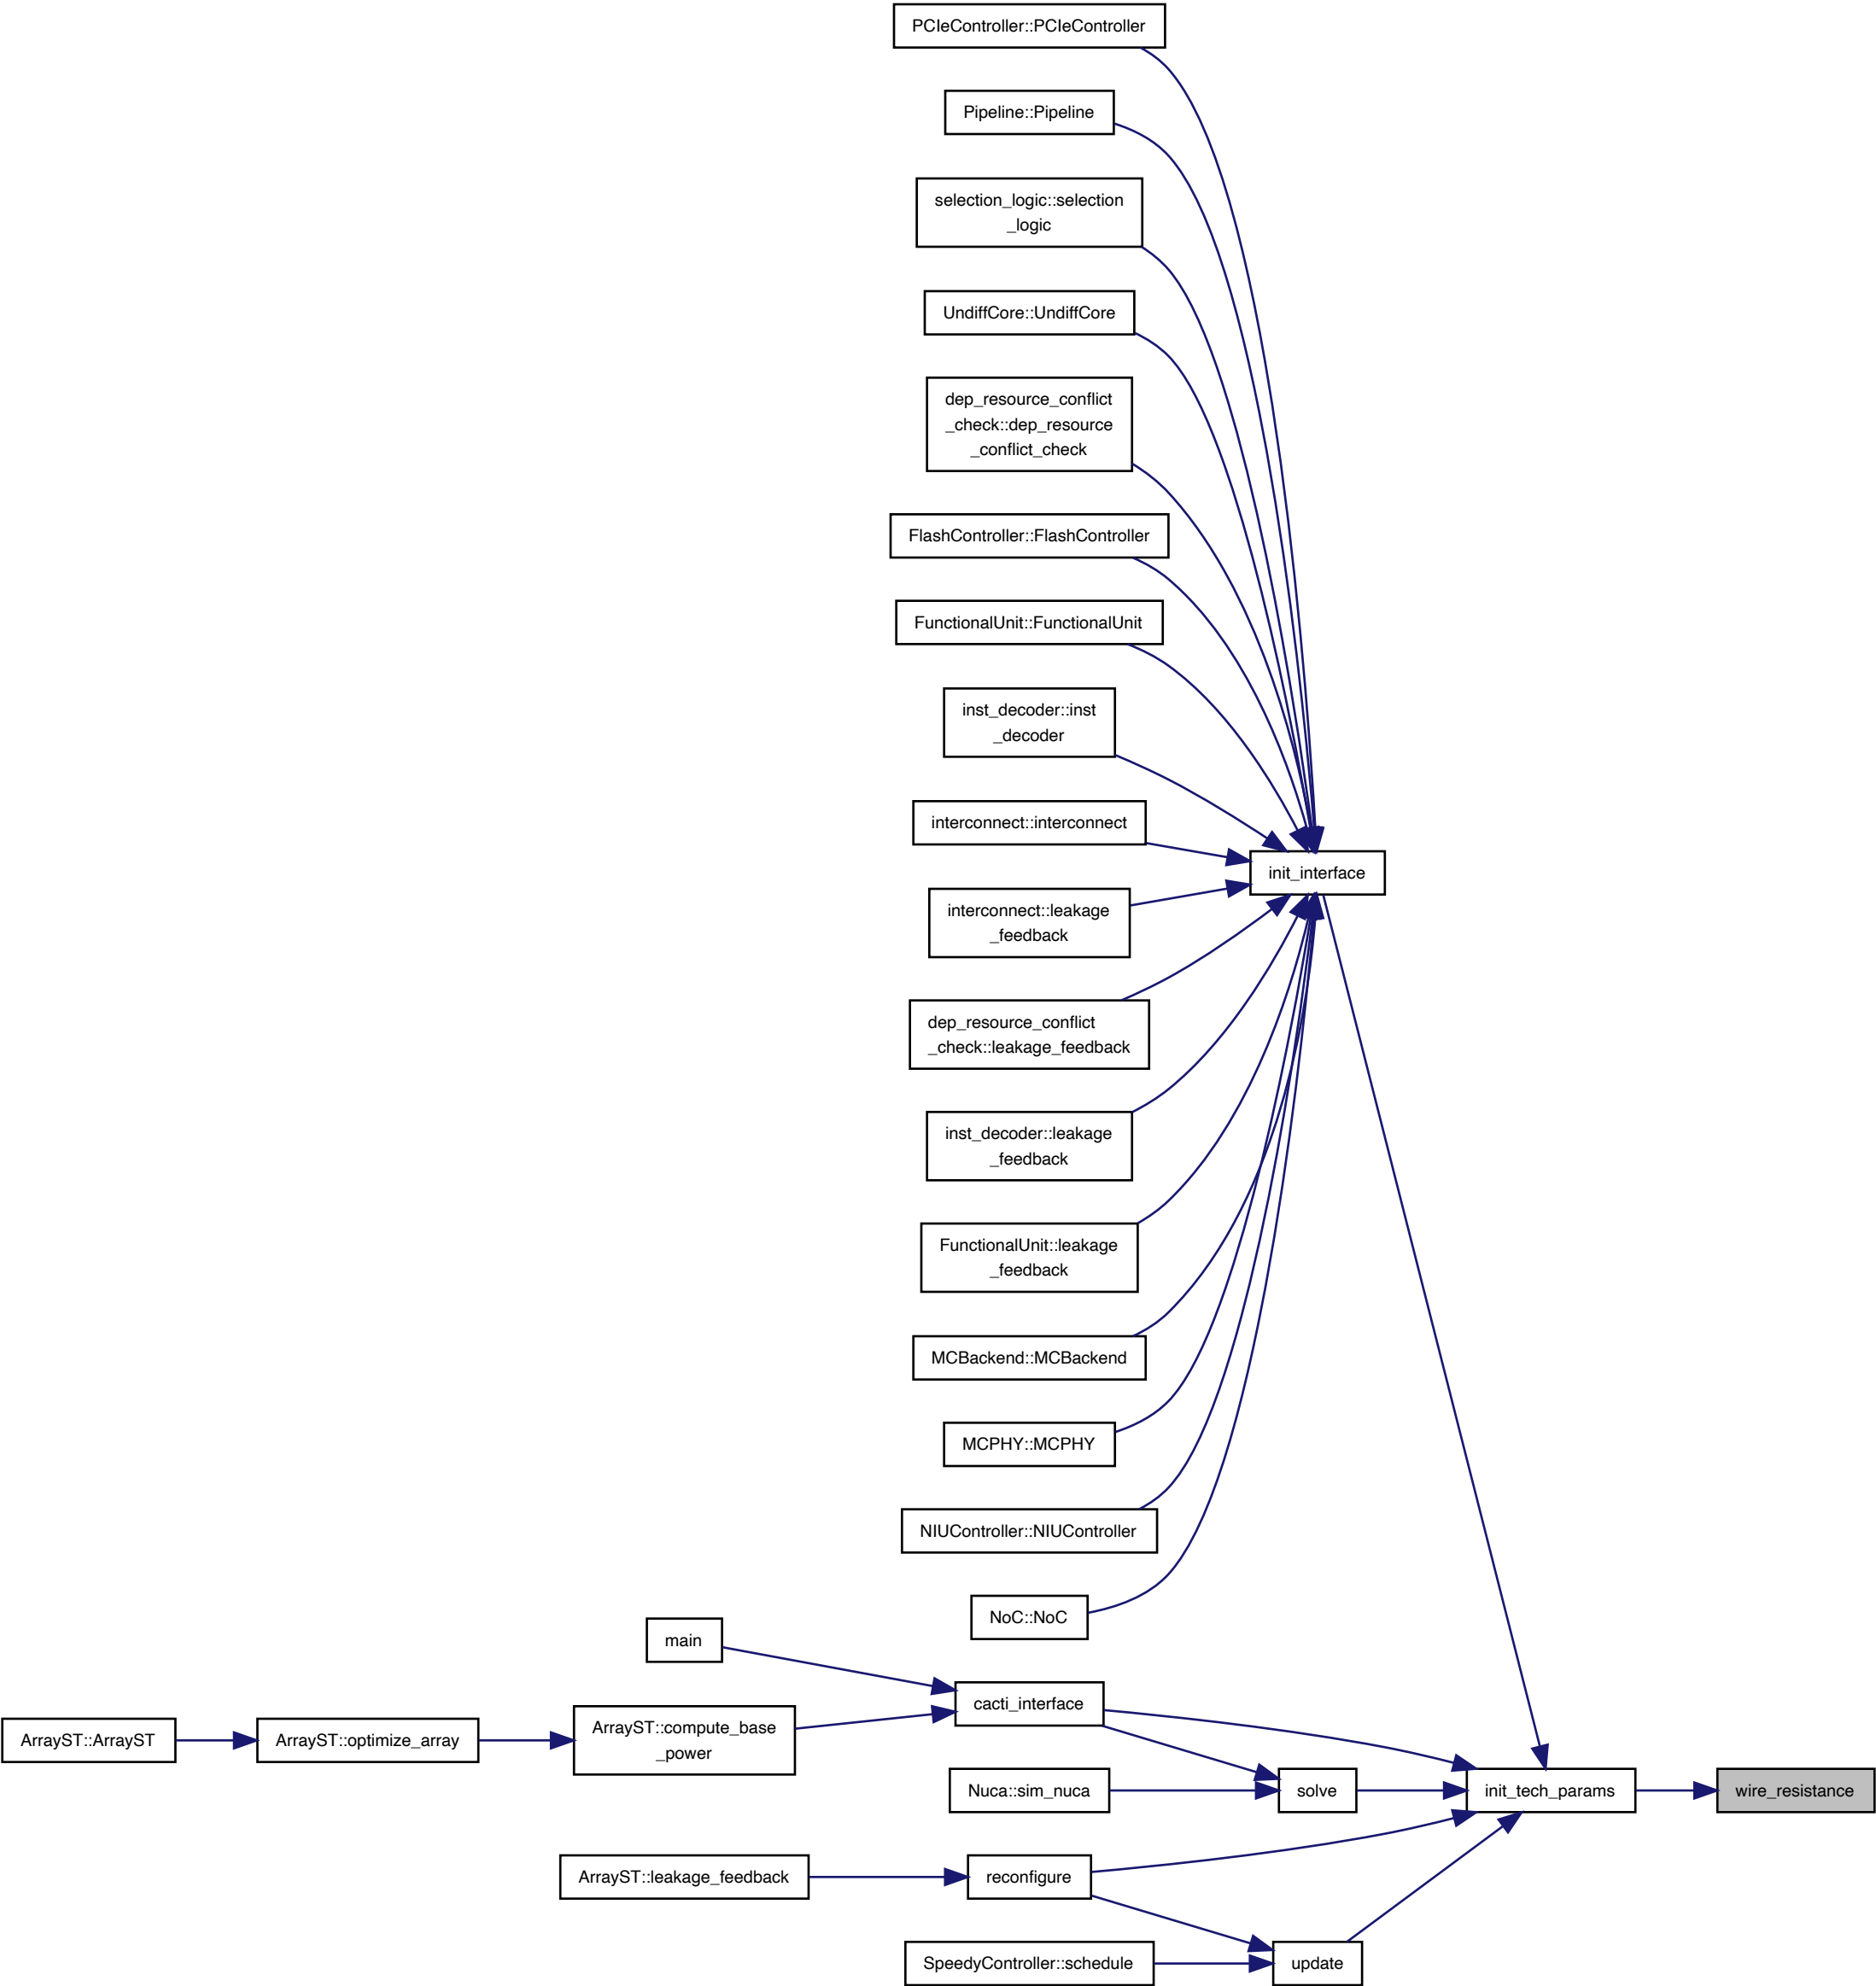 PCIeController::PCIeController
Pipeline::Pipeline
selection_logic::selection
_logic
UndiffCore::UndiffCore
dep_resource_conflict
_check::dep_resource
_conflict_check
FlashController::FlashController
FunctionalUnit::FunctionalUnit
inst_decoder::inst
_decoder
interconnect::interconnect
init_interface
interconnect::leakage
_feedback
dep_resource_conflict
_check::leakage_feedback
inst_decoder::leakage
_feedback
FunctionalUnit::leakage
_feedback
MCBackend::MCBackend
MCPHY::MCPHY
NIUController::NIUController
NoC::NoC
main
cacti_interface
ArrayST::ArrayST
ArrayST::optimize_array
ArrayST::compute_base
_power
Nuca::sim_nuca
solve
init_tech_params
wire_resistance
ArrayST::leakage_feedback
reconfigure
SpeedyController::schedule
update